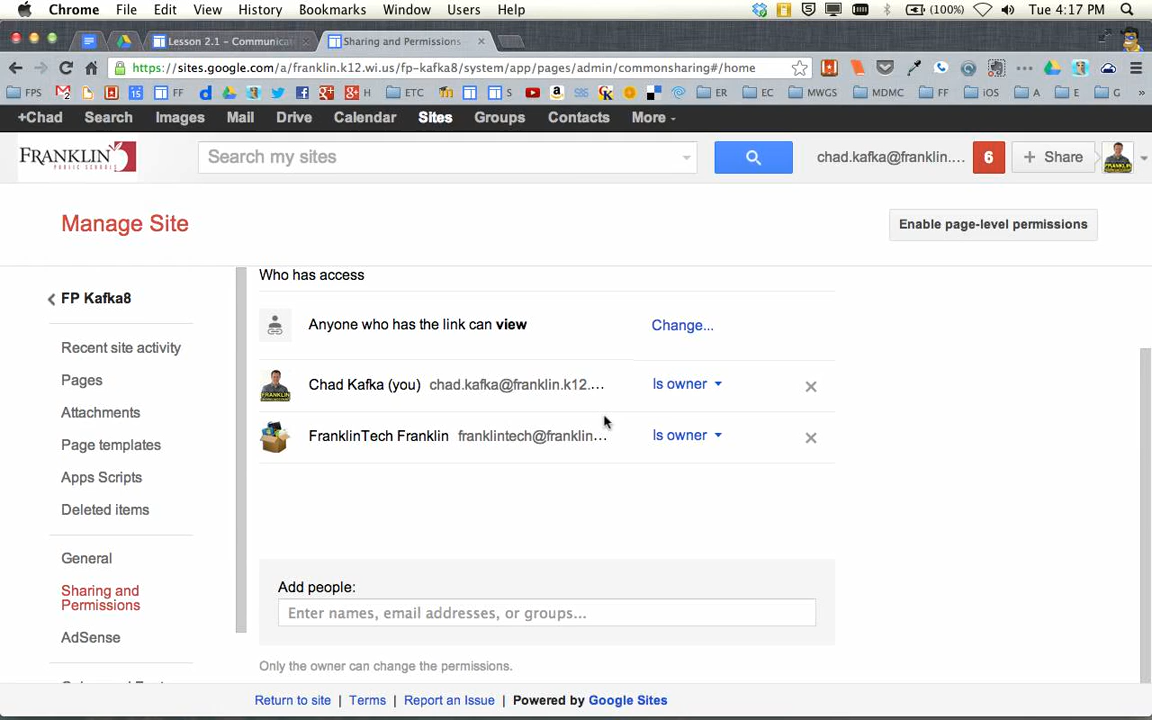 Chrome File Edit View History Bookmarks Window Users Help (100%) Tue 4:17 PM
Lesson 2.1 – Communicat Sharing and Permissions
https://sites.google.com/a/franklin.k12.wi.us/fp-kafka8/system/app/pages/admin/commonsharing#/home
FPS FF H ETC S SBS ER EC MWGS MDMC FF iOS A E G »
+Chad Search Images Mail Drive Calendar Sites Groups Contacts More
FRANKLIN PUBLIC SCHOOLS Search my sites chad.kafka@franklin.... 6 + Share
Manage Site Enable page-level permissions
Who has access
FP Kafka8
Anyone who has the link can view Change...
Recent site activity
Pages
Chad Kafka (you) chad.kafka@franklin.k12.... Is owner
Attachments
FranklinTech Franklin franklintech@franklin... Is owner
Page templates
Apps Scripts
Deleted items
General
Sharing and
Permissions
AdSense
Add people:
Enter names, email addresses, or groups...
Only the owner can change the permissions.
Return to site | Terms | Report an Issue | Powered by Google Sites